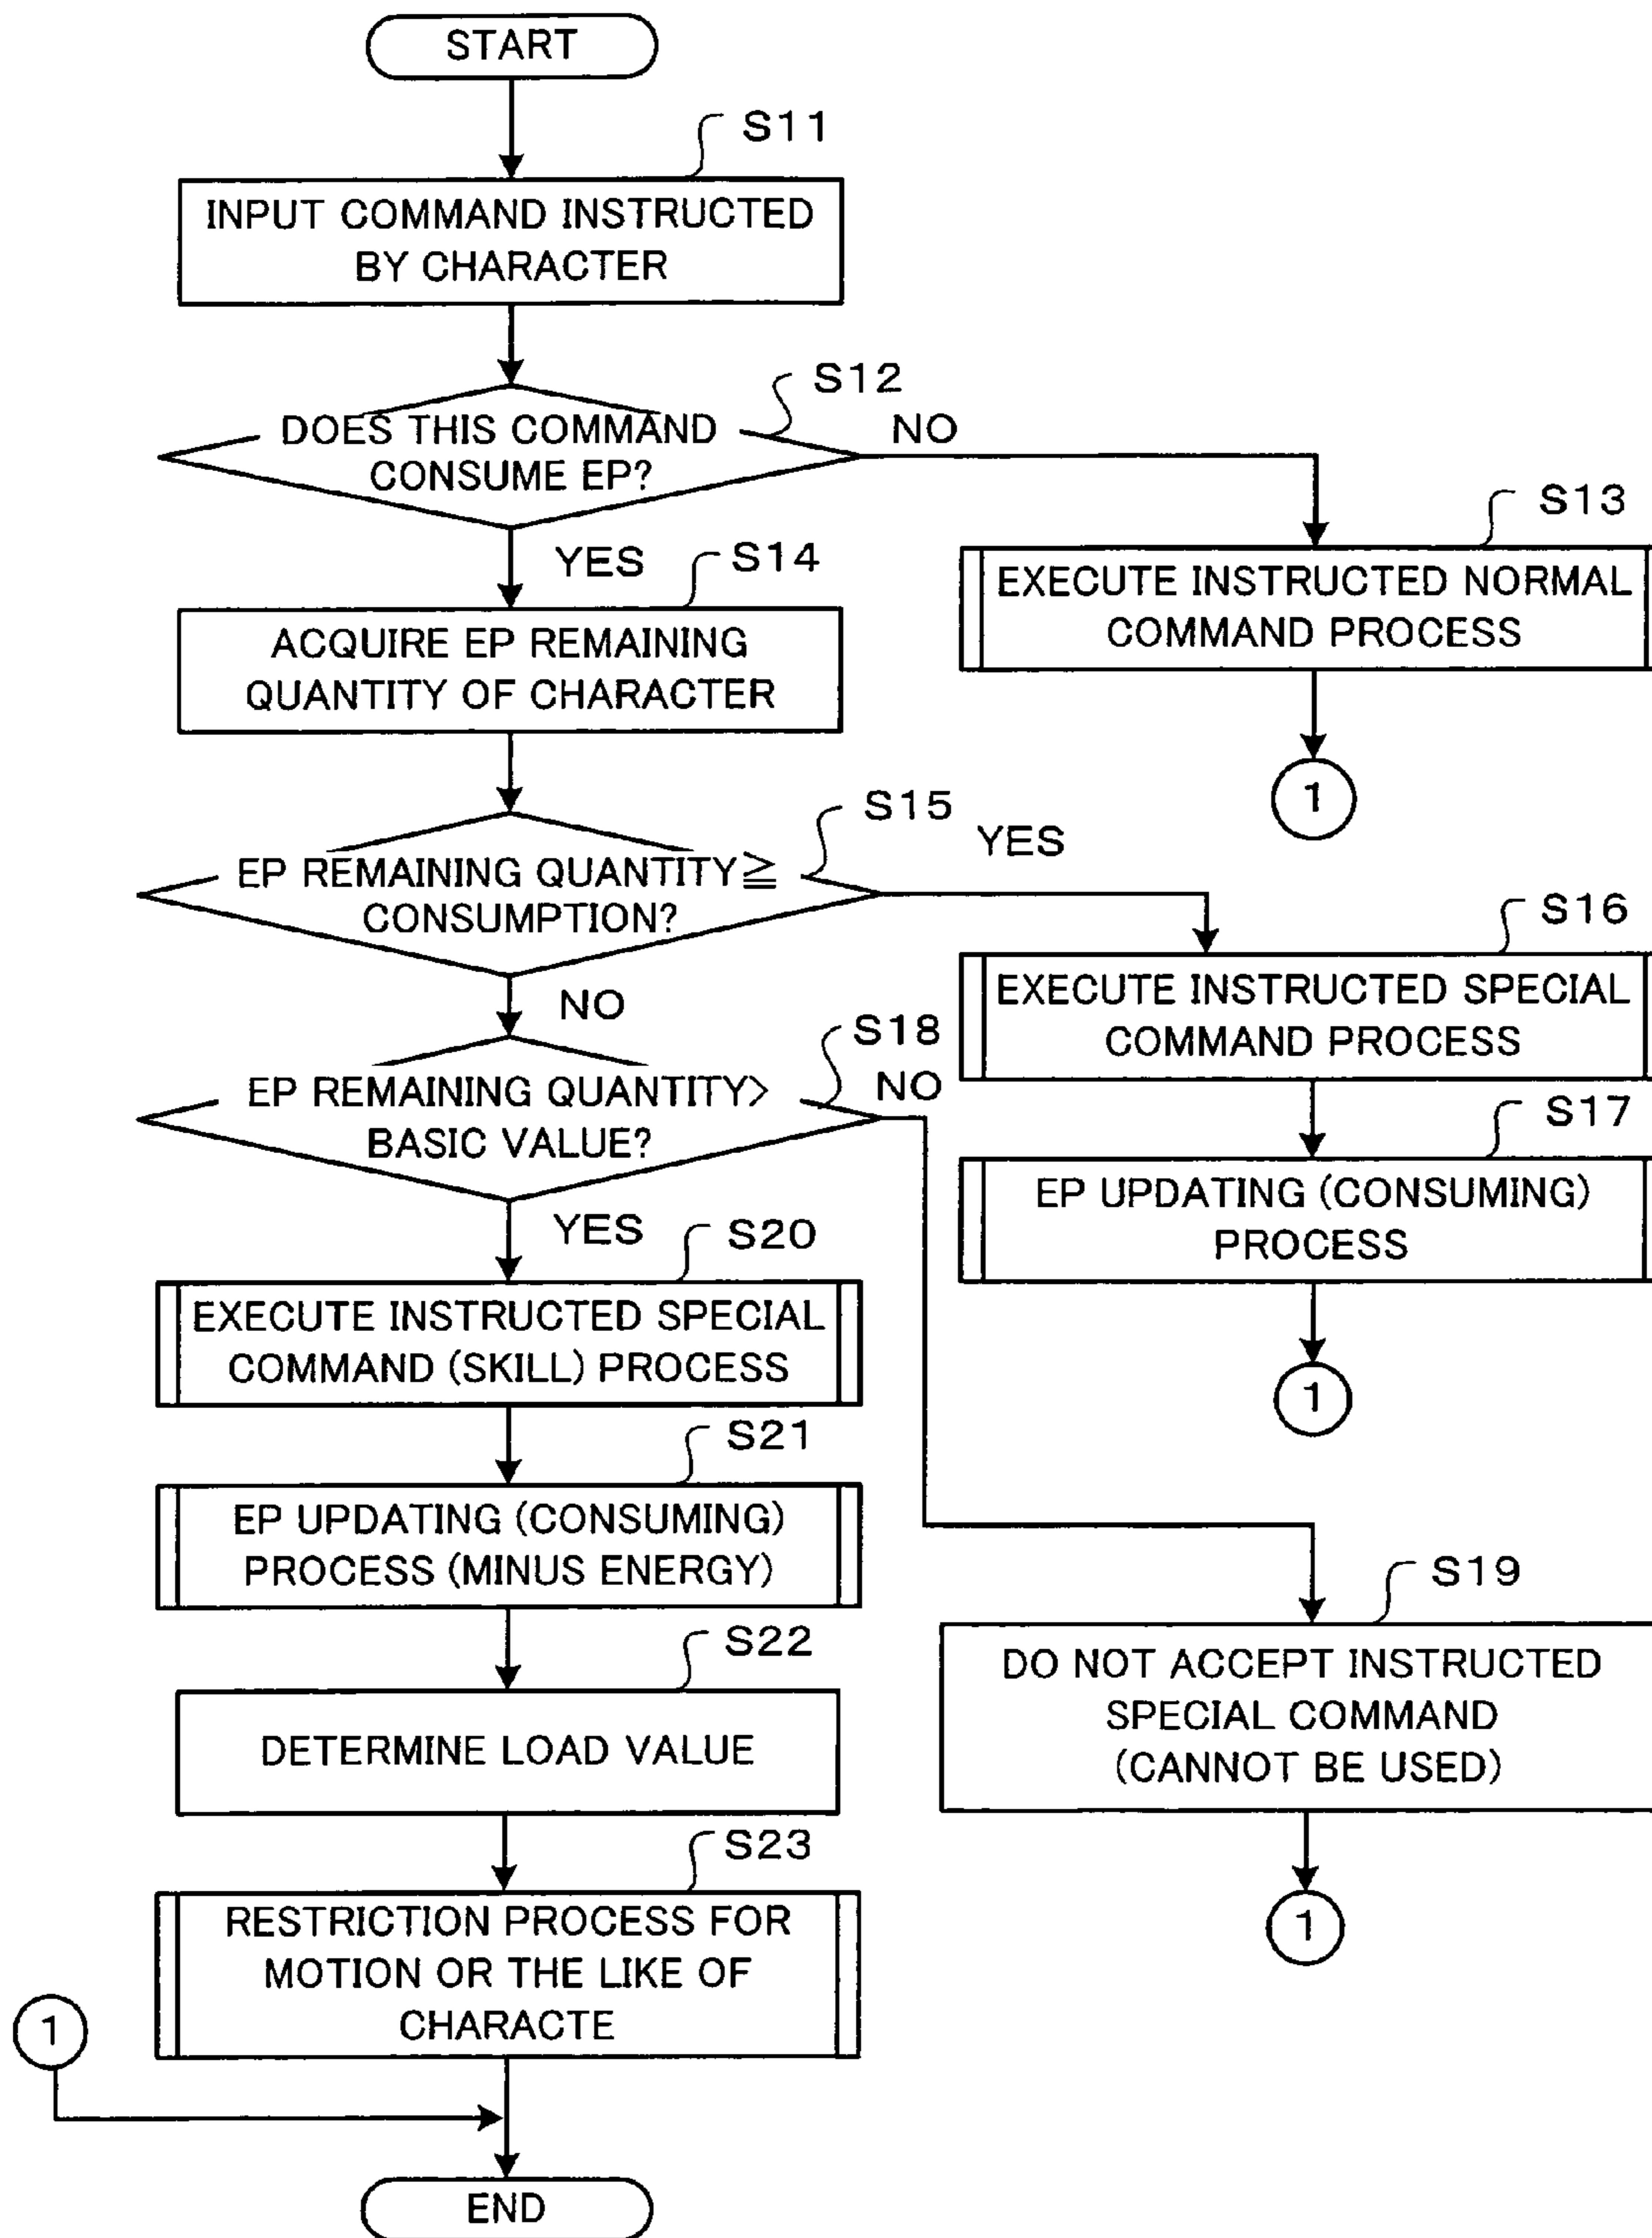 START
S11
INPUT COMMAND INSTRUCTED
BY CHARACTER
S12
DOES THIS COMMAND
CONSUME EP?
NO
S13
EXECUTE INSTRUCTED NORMAL
COMMAND PROCESS
1
YES
S14
ACQUIRE EP REMAINING
QUANTITY OF CHARACTER
S15
EP REMAINING QUANTITY≧
CONSUMPTION?
YES
S16
EXECUTE INSTRUCTED SPECIAL
COMMAND PROCESS
S17
EP UPDATING (CONSUMING)
PROCESS
1
NO
S18
EP REMAINING QUANTITY>
BASIC VALUE?
NO
S19
DO NOT ACCEPT INSTRUCTED
SPECIAL COMMAND
(CANNOT BE USED)
1
YES
S20
EXECUTE INSTRUCTED SPECIAL
COMMAND (SKILL) PROCESS
S21
EP UPDATING (CONSUMING)
PROCESS (MINUS ENERGY)
S22
DETERMINE LOAD VALUE
S23
RESTRICTION PROCESS FOR
MOTION OR THE LIKE OF
CHARACTE
1
END